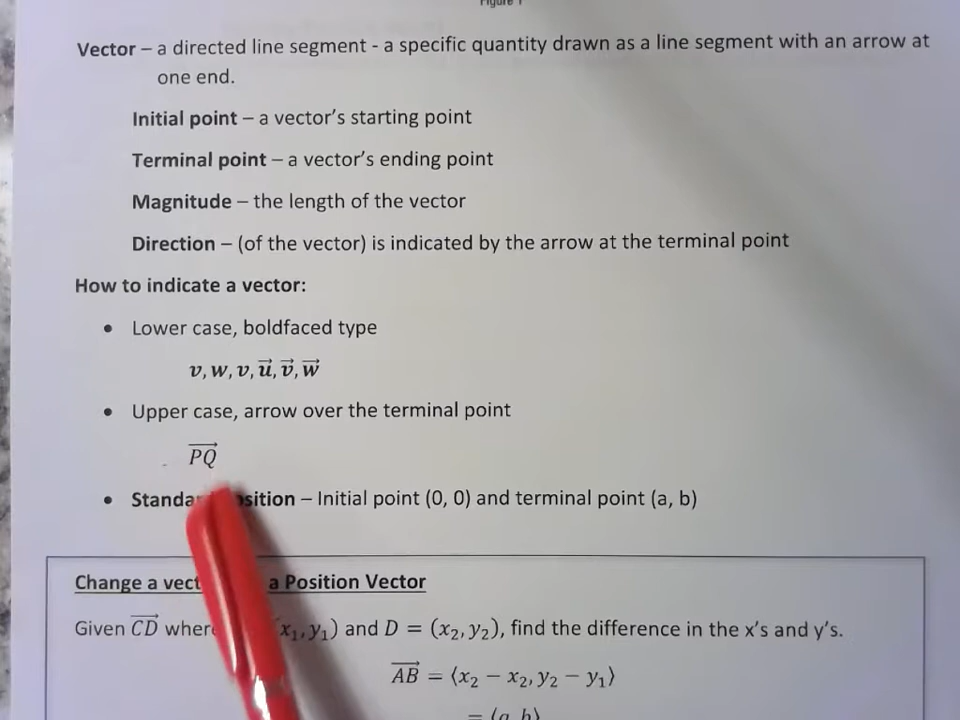 Figure 1
Vector – a directed line segment - a specific quantity drawn as a line segment with an arrow at
one end.
Initial point – a vector's starting point
Terminal point – a vector's ending point
Magnitude – the length of the vector
Direction – (of the vector) is indicated by the arrow at the terminal point
How to indicate a vector:
• Lower case, boldfaced type
v, w, v, u⃗, v⃗, w⃗
• Upper case, arrow over the terminal point
P⃗Q⃗
• Standa sition – Initial point (0, 0) and terminal point (a, b)
Change a vect a Position Vector
Given C⃗D⃗ wher x₁, y₁) and D = (x₂, y₂), find the difference in the x's and y's.
A⃗B⃗ = ⟨x₂ − x₂, y₂ − y₁⟩
= ⟨a, b⟩